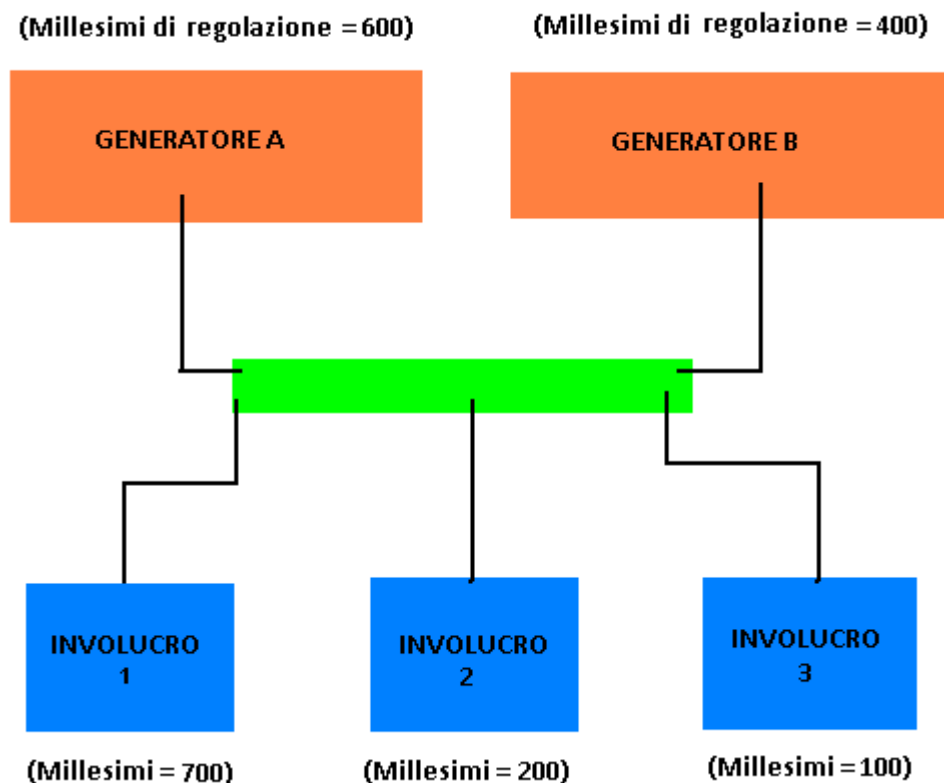 (Millesimi di regolazione = 600)
(Millesimi di regolazione = 400)
GENERATORE A
GENERATORE B
INVOLUCRO
1
INVOLUCRO
2
INVOLUCRO
3
(Millesimi = 700)
(Millesimi = 200)
(Millesimi = 100)